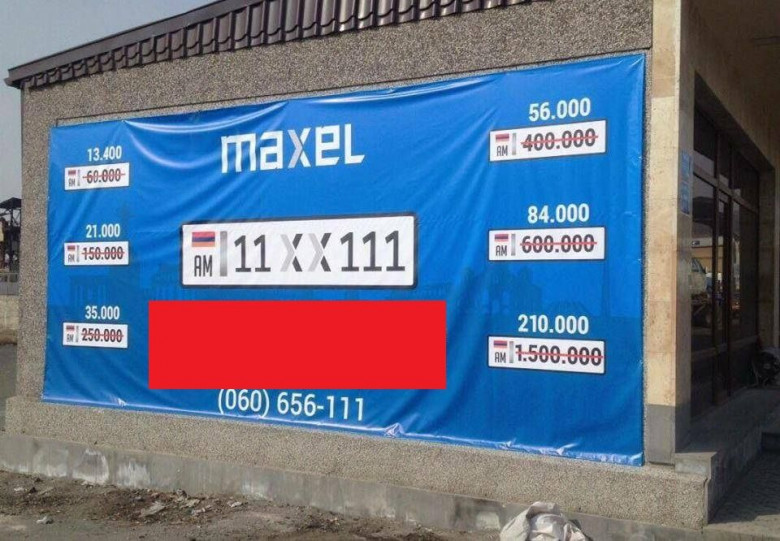 maxel
13.400
AM 60.000
21.000
AM 150.000
35.000
AM 250.000
AM 11 XX 111
56.000
AM 400.000
84.000
AM 600.000
210.000
AM 1.500.000
(060) 656-111